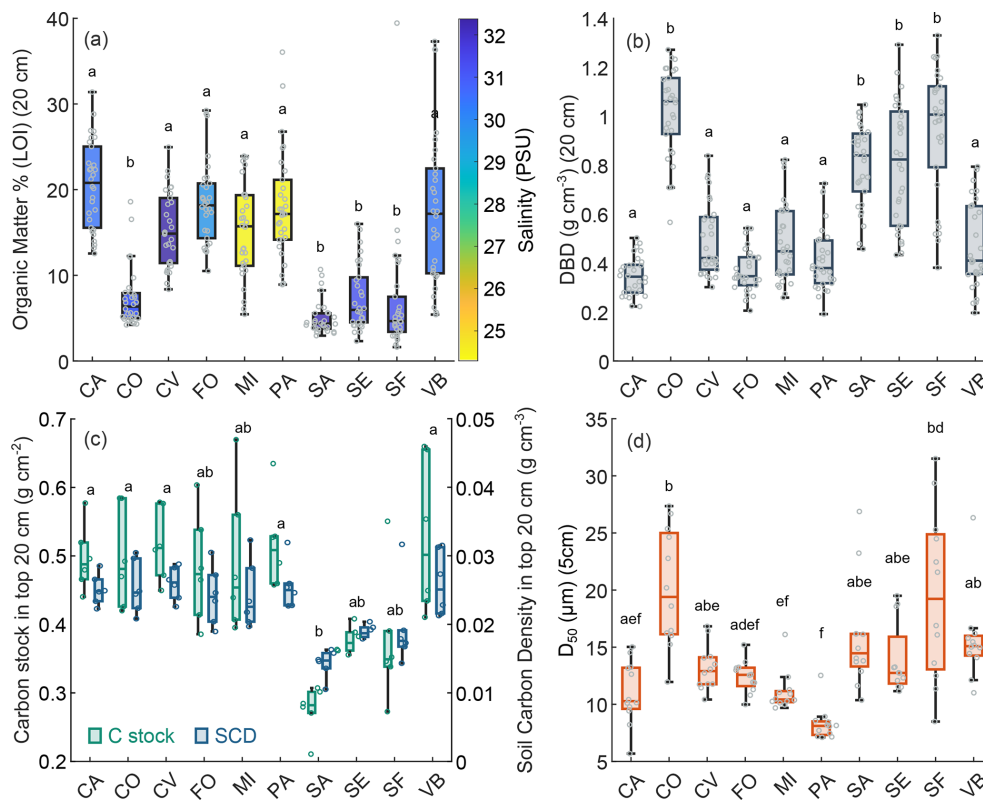 (a)
Organic Matter % (LOI) (20 cm)
40
30
20
10
0
a
b
a
a
a
a
b
b
b
a
CA
CO
CV
FO
MI
PA
SA
SE
SF
VB
Salinity (PSU)
32
31
30
29
28
27
26
25
(b)
DBD (g cm-3) (20 cm)
1.4
1.2
1
0.8
0.6
0.4
0.2
0
a
b
a
a
a
a
a
b
b
a
CA
CO
CV
FO
MI
PA
SA
SE
SF
VB
(c)
Carbon stock in top 20 cm (g cm-2)
0.7
0.6
0.5
0.4
0.3
0.2
a
a
a
ab
ab
a
b
ab
ab
a
C stock
SCD
CA
CO
CV
FO
MI
PA
SA
SE
SF
VB
0.05
0.04
0.03
0.02
0.01
0
Soil Carbon Density in top 20 cm (g cm-3)
(d)
D50 (μm) (5cm)
35
30
25
20
15
10
5
aef
b
abe
adef
ef
f
abe
abe
bd
ab
CA
CO
CV
FO
MI
PA
SA
SE
SF
VB